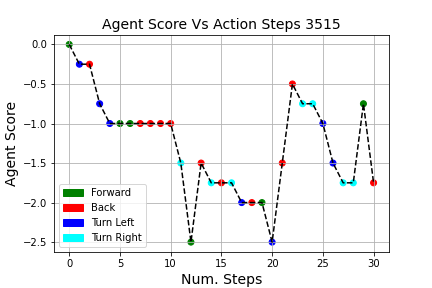 Agent Score Vs Action Steps 3515
0.0
−0.5
−1.0
−1.5
−2.0
−2.5
Agent Score
Forward
Back
Turn Left
Turn Right
0 5 10 15 20 25 30
Num. Steps